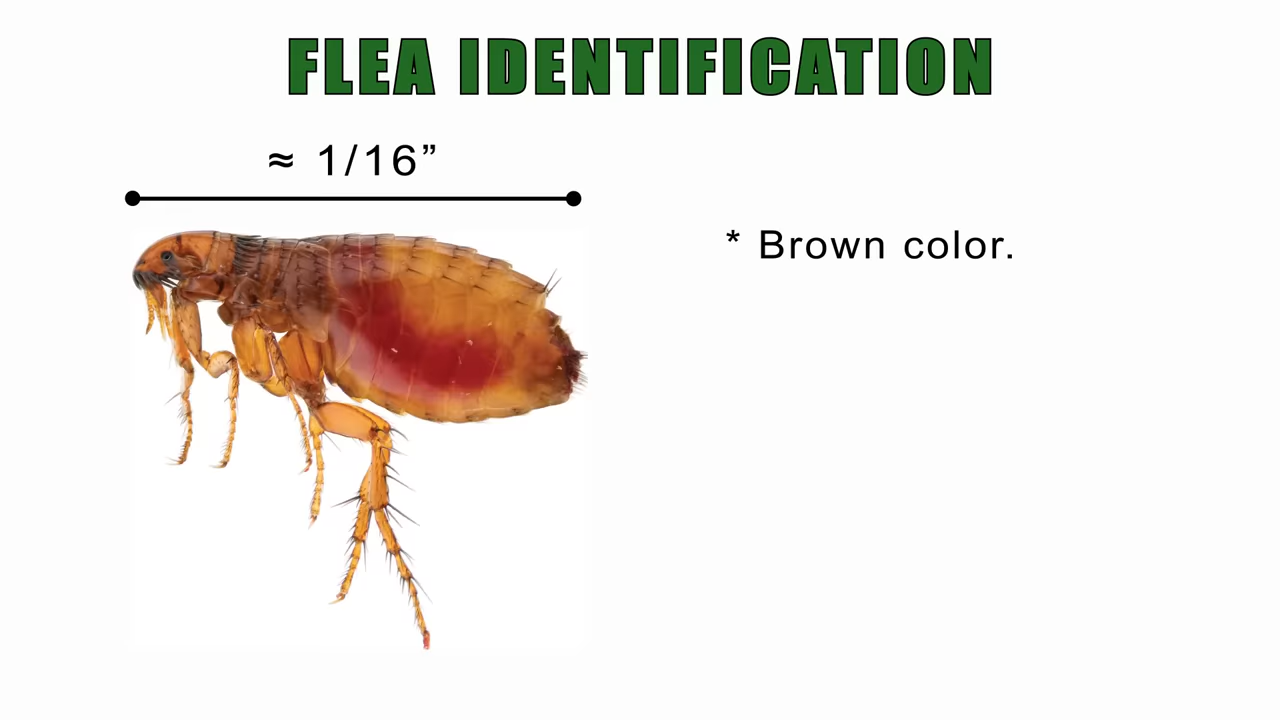 FLEA IDENTIFICATION
≈ 1/16”
* Brown color.